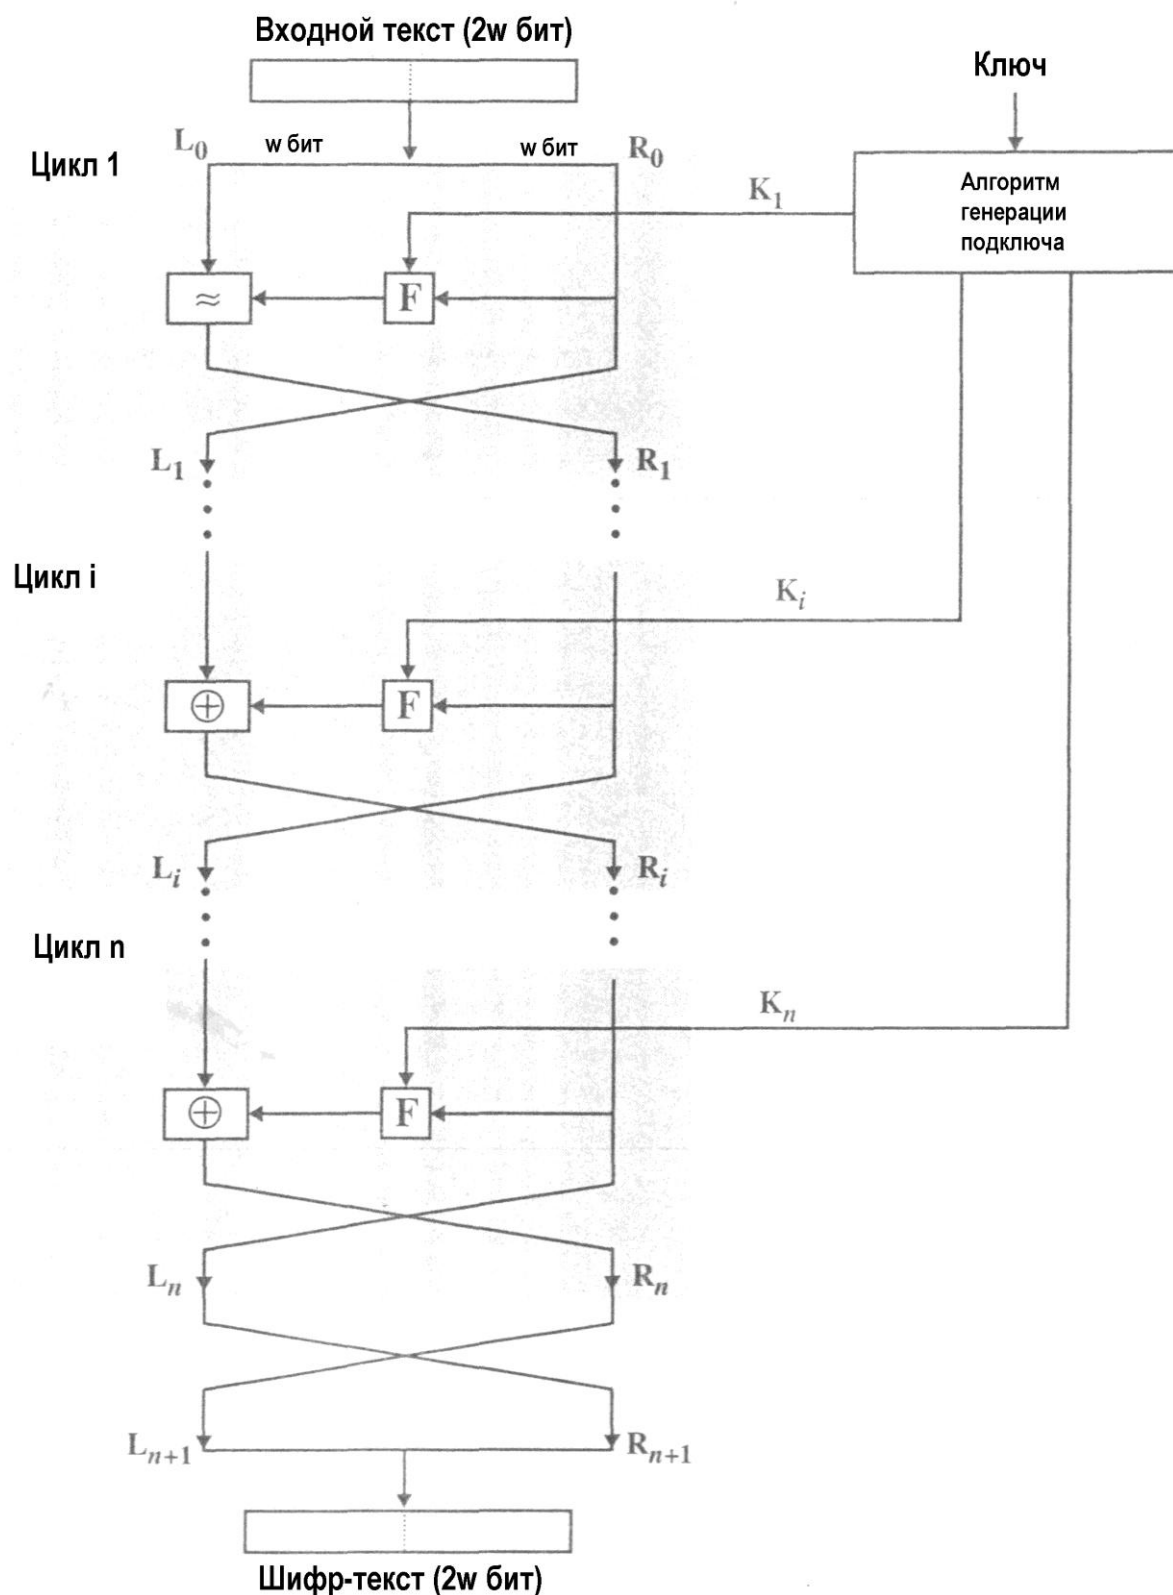 Входной текст (2w бит)
Ключ
Цикл 1
L₀
w бит
w бит
R₀
K₁
Алгоритм
генерации
подключа
≈
F
L₁
R₁
Цикл i
Kᵢ
⊕
F
Lᵢ
Rᵢ
Цикл n
Kₙ
⊕
F
Lₙ
Rₙ
Lₙ₊₁
Rₙ₊₁
Шифр-текст (2w бит)